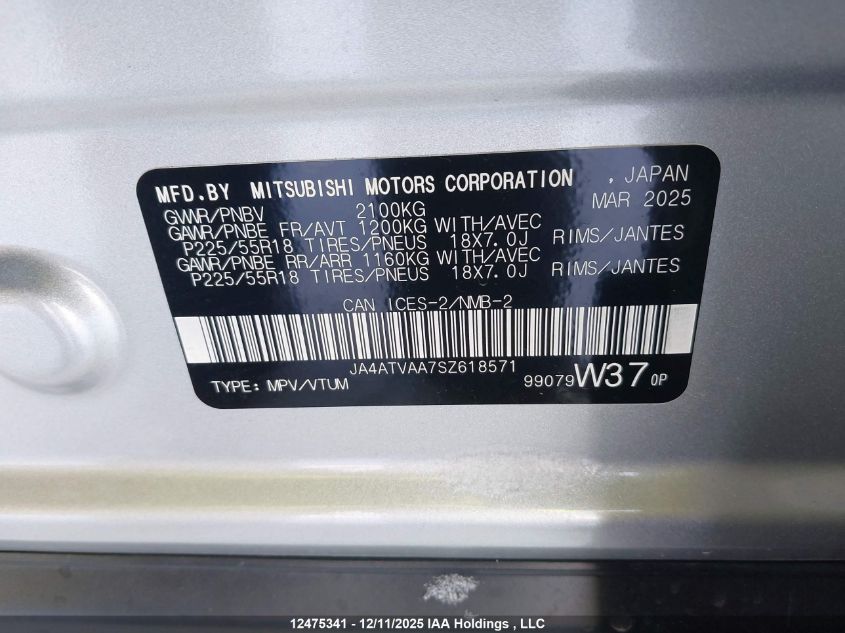 MFD.BY MITSUBISHI MOTORS CORPORATION , JAPAN
GVWR/PNBV 2100KG MAR 2025
GAWR/PNBE FR/AVT 1200KG WITH/AVEC
P225/55R18 TIRES/PNEUS 18X7.0J RIMS/JANTES
GAWR/PNBE RR/ARR 1160KG WITH/AVEC
P225/55R18 TIRES/PNEUS 18X7.0J RIMS/JANTES
CAN ICES-2/NMB-2
JA4ATVAA7SZ618571
TYPE: MPV/VTUM 99079W37 0P
12475341 - 12/11/2025 IAA Holdings , LLC